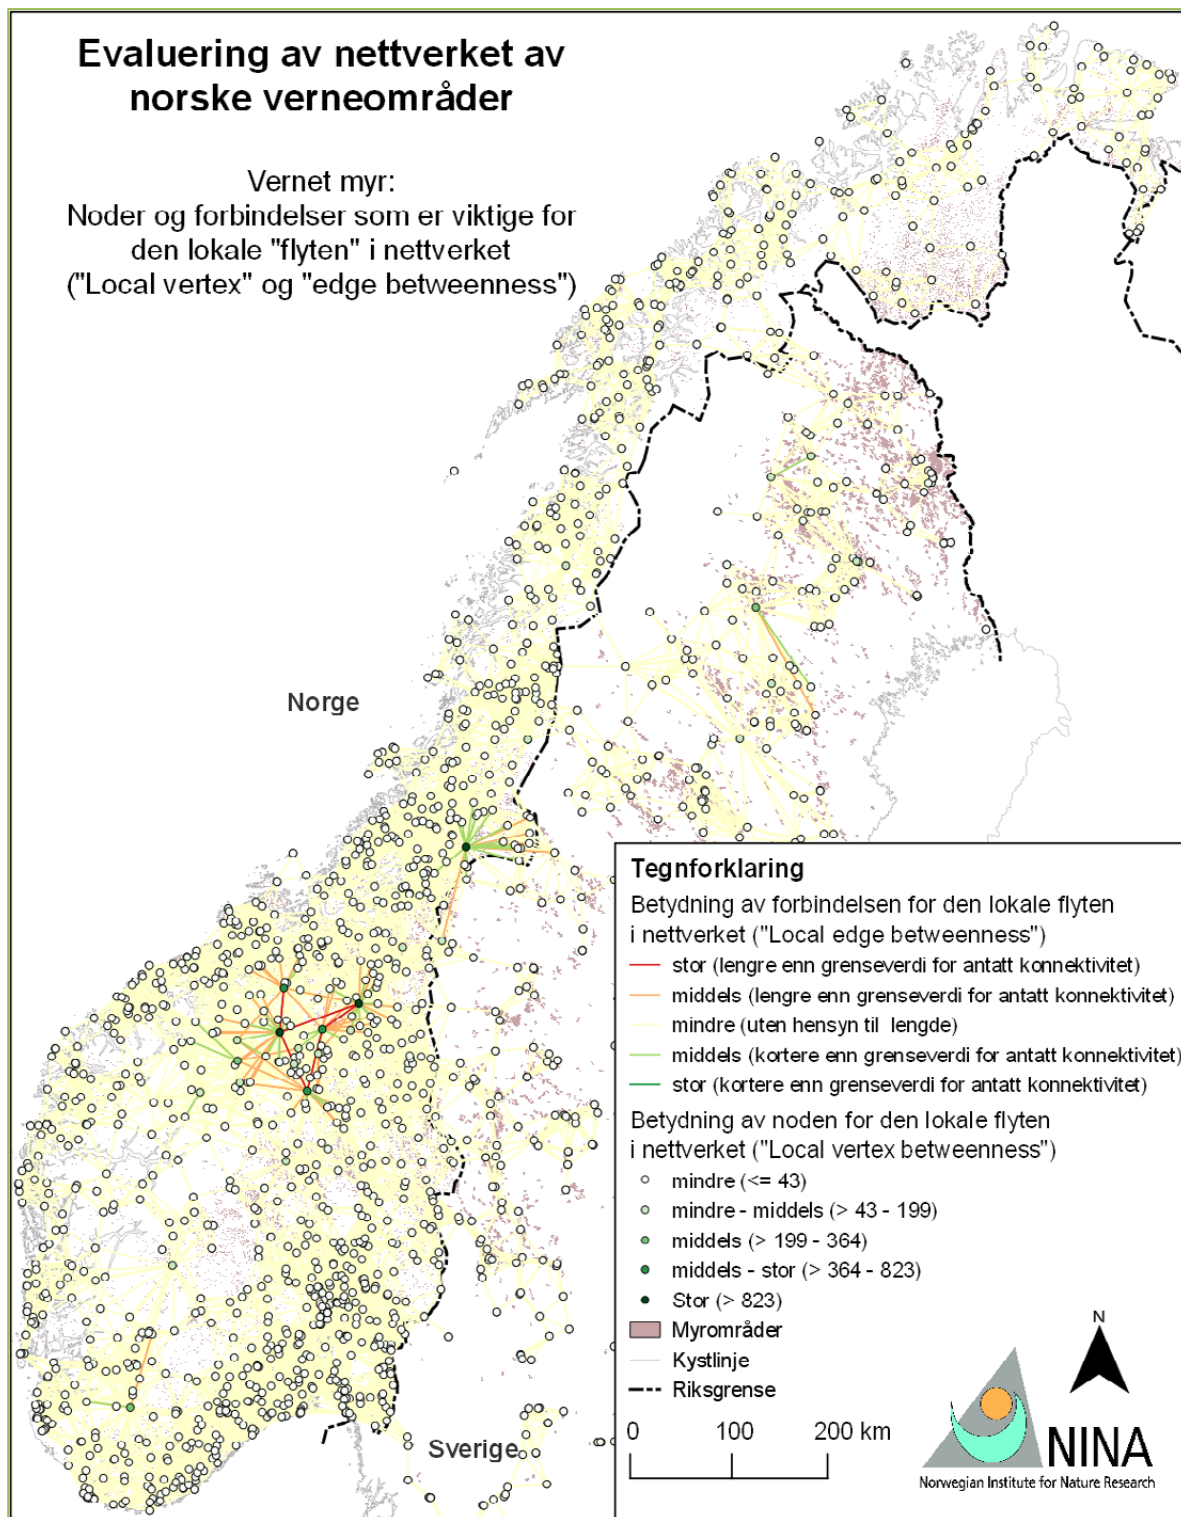 Evaluering av nettverket av
norske verneområder
Vernet myr:
Noder og forbindelser som er viktige for
den lokale "flyten" i nettverket
("Local vertex" og "edge betweenness")
Norge
Sverige
Tegnforklaring
Betydning av forbindelsen for den lokale flyten
i nettverket ("Local edge betweenness")
stor (lengre enn grenseverdi for antatt konnektivitet)
middels (lengre enn grenseverdi for antatt konnektivitet)
mindre (uten hensyn til lengde)
middels (kortere enn grenseverdi for antatt konnektivitet)
stor (kortere enn grenseverdi for antatt konnektivitet)
Betydning av noden for den lokale flyten
i nettverket ("Local vertex betweenness")
mindre (<= 43)
mindre - middels (> 43 - 199)
middels (> 199 - 364)
middels - stor (> 364 - 823)
Stor (> 823)
Myrområder
Kystlinje
Riksgrense
0 100 200 km
N
NINA
Norwegian Institute for Nature Research